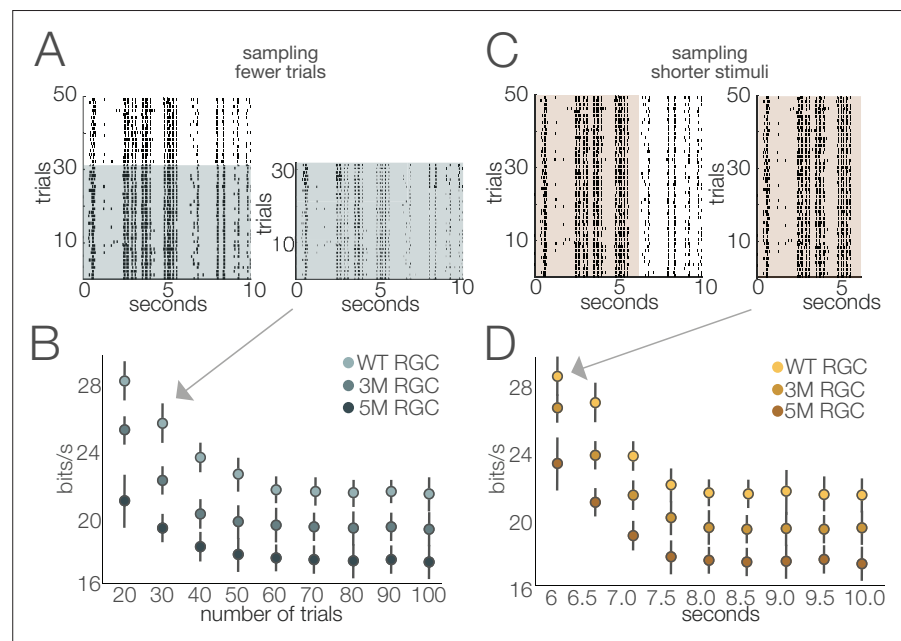 A
sampling
fewer trials
50
30
10
trials
0
5
10
seconds
30
10
trials
0
5
10
seconds
C
sampling
shorter stimuli
50
30
10
trials
0
5
10
seconds
50
30
10
trials
0
5
seconds
B
WT RGC
3M RGC
5M RGC
28
24
20
16
bits/s
20 30 40 50 60 70 80 90 100
number of trials
D
WT RGC
3M RGC
5M RGC
28
24
20
16
bits/s
6 6.5 7.0 7.5 8.0 8.5 9.0 9.5 10.0
seconds